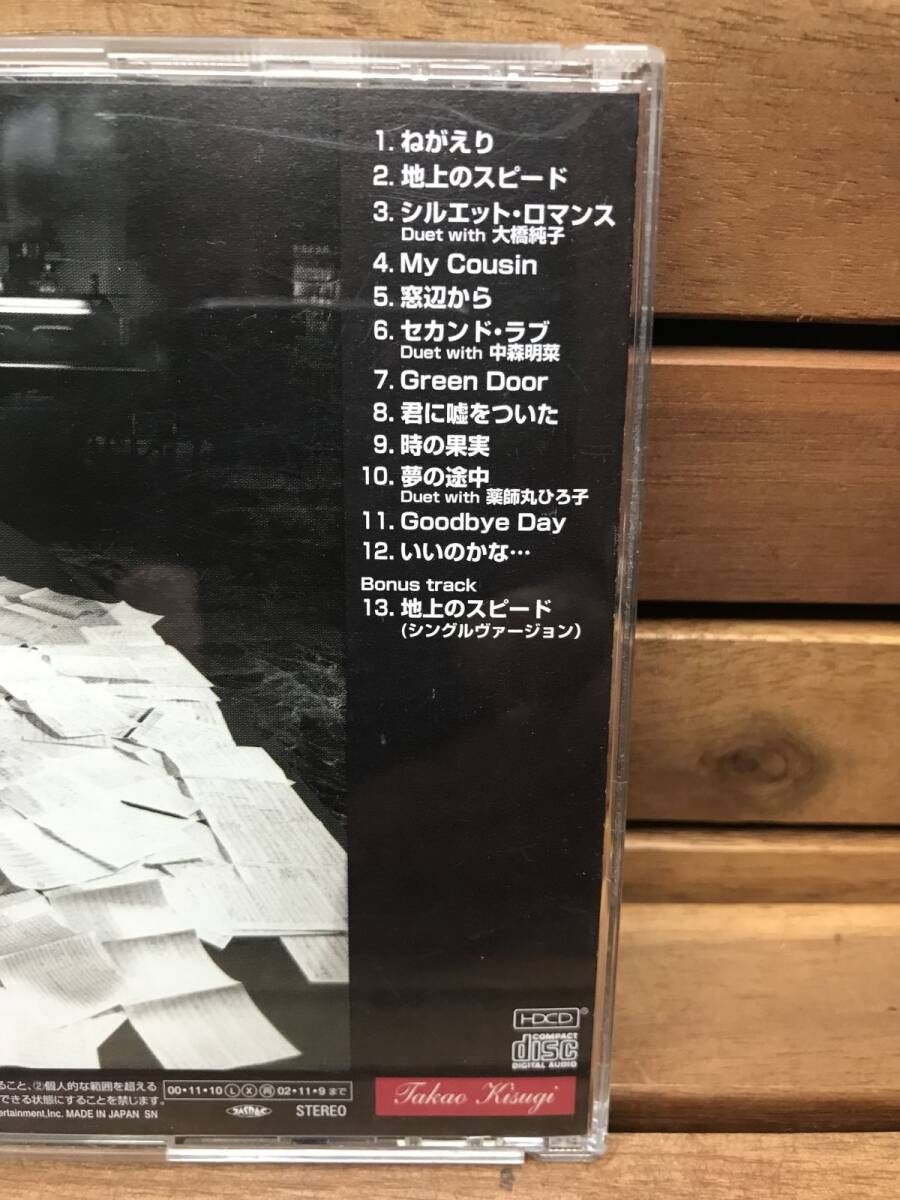 1. ねがえり
2. 地上のスピード
3. シルエット・ロマンス
Duet with 大橋純子
4. My Cousin
5. 窓辺から
6. セカンド・ラブ
Duet with 中森明菜
7. Green Door
8. 君に嘘をついた
9. 時の果実
10. 夢の途中
Duet with 薬師丸ひろ子
11. Goodbye Day
12. いいのかな…
Bonus track
13. 地上のスピード
(シングルヴァージョン)
HDCD®
COMPACT
disc
DIGITAL AUDIO
ること、②個人的な範囲を超える
できる状態にすることを禁じます。
ertainment,Inc. MADE IN JAPAN SN
00・11・10 Ⓛ Ⓧ 再 02・11・9 まで
JASRAC STEREO
Takao Kisugi